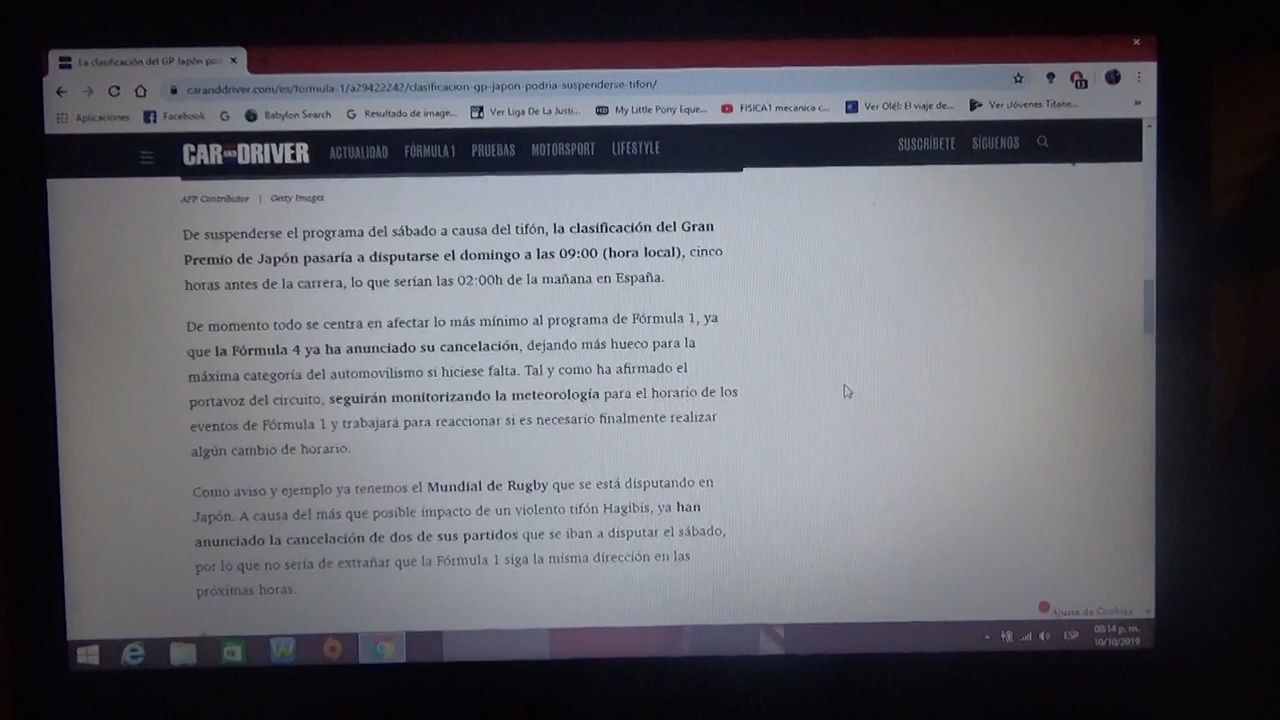 La clasificación del GP Japón po
caranddriver.com/es/formula-1/a29422242/clasificacion-gp-japon-podria-suspenderse-tifon/
Aplicaciones Facebook Babylon Search Resultado de image... Ver Liga De La Justi... My Little Pony Eque... FISICA1 mecanica c... Ver Olé!: El viaje de... Ver ¡Jóvenes Titane... »
CAR AND DRIVER ACTUALIDAD FÓRMULA 1 PRUEBAS MOTORSPORT LIFESTYLE SUSCRÍBETE SÍGUENOS
AFP Contributor | Getty Images
De suspenderse el programa del sábado a causa del tifón, la clasificación del Gran
Premio de Japón pasaría a disputarse el domingo a las 09:00 (hora local), cinco
horas antes de la carrera, lo que serían las 02:00h de la mañana en España.
De momento todo se centra en afectar lo más mínimo al programa de Fórmula 1, ya
que la Fórmula 4 ya ha anunciado su cancelación, dejando más hueco para la
máxima categoría del automovilismo si hiciese falta. Tal y como ha afirmado el
portavoz del circuito, seguirán monitorizando la meteorología para el horario de los
eventos de Fórmula 1 y trabajará para reaccionar si es necesario finalmente realizar
algún cambio de horario.
Como aviso y ejemplo ya tenemos el Mundial de Rugby que se está disputando en
Japón. A causa del más que posible impacto de un violento tifón Hagibis, ya han
anunciado la cancelación de dos de sus partidos que se iban a disputar el sábado,
por lo que no sería de extrañar que la Fórmula 1 siga la misma dirección en las
próximas horas.
Ajuste de Cookies
ESP 08:14 p. m.
10/10/2019